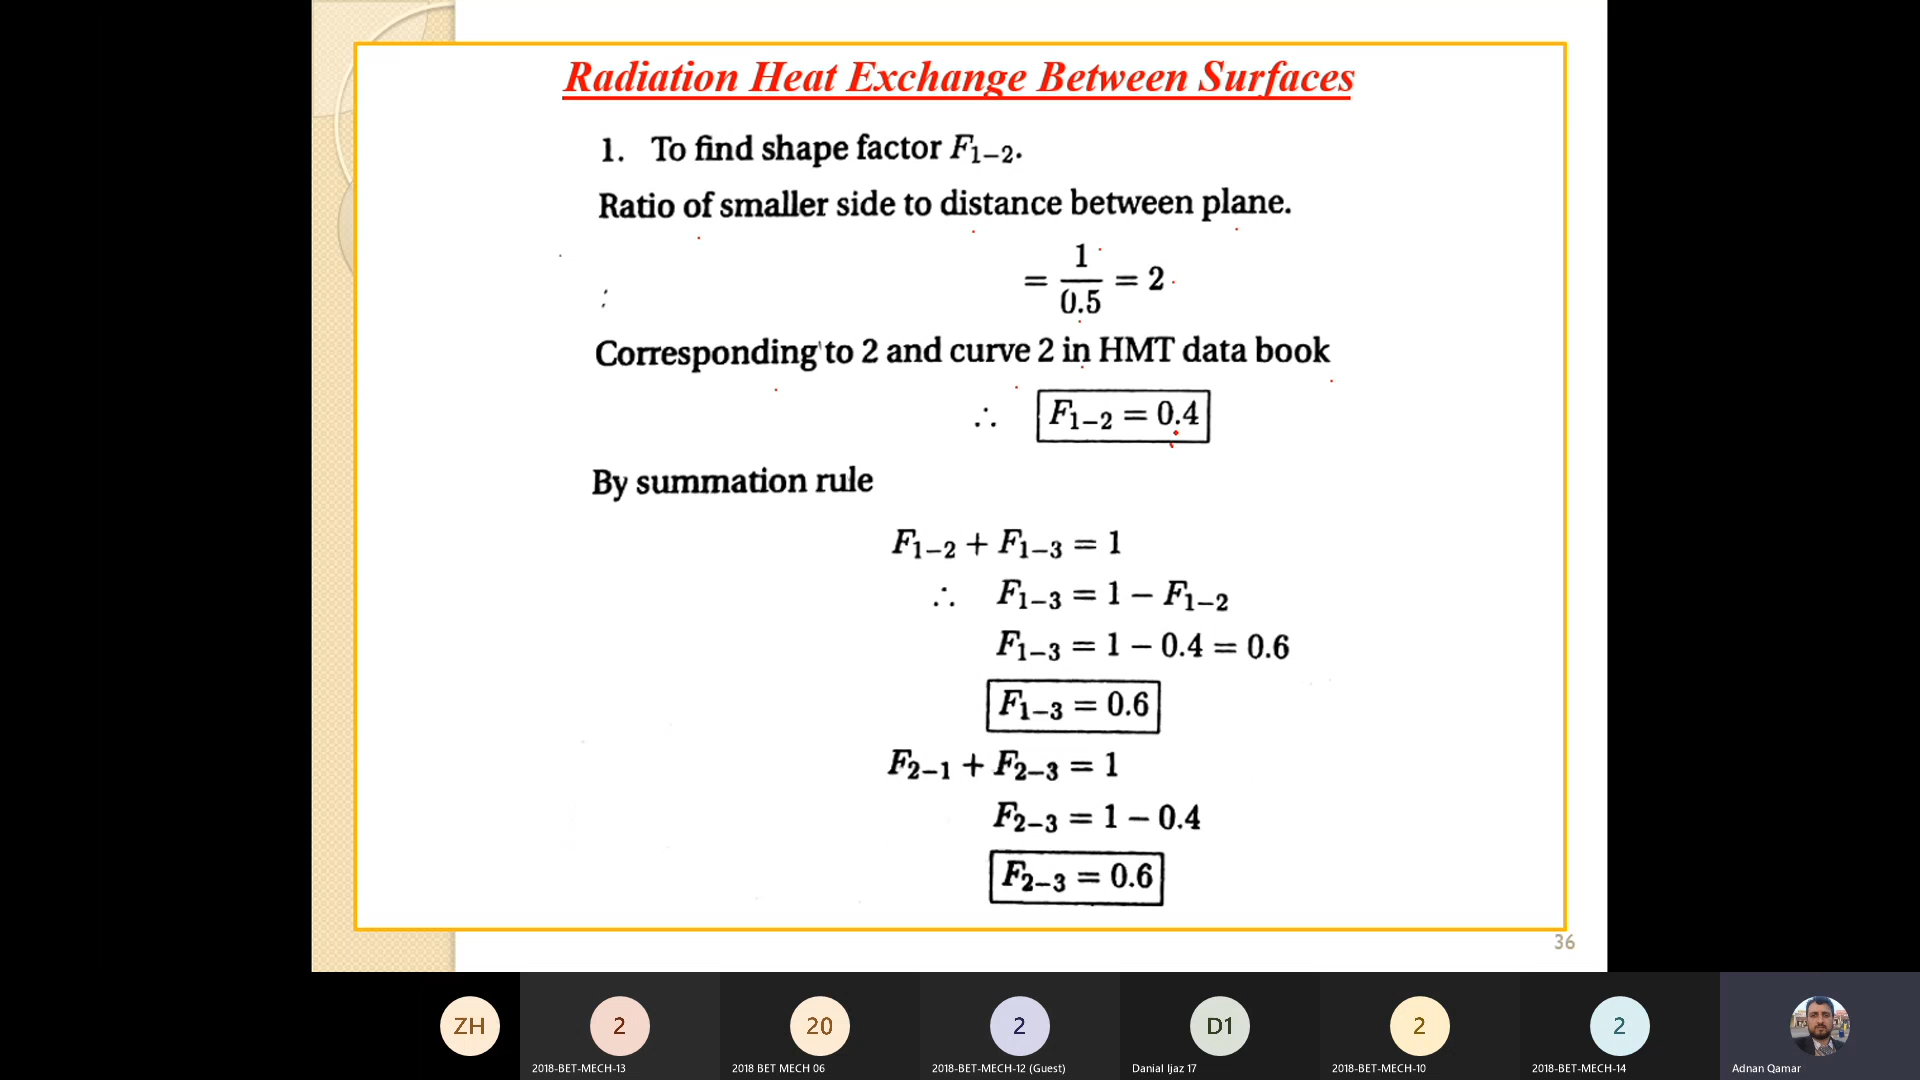 Radiation Heat Exchange Between Surfaces
1. To find shape factor F₁₋₂.
Ratio of smaller side to distance between plane.
= 1/0.5 = 2
Corresponding to 2 and curve 2 in HMT data book
∴ F₁₋₂ = 0.4
By summation rule
F₁₋₂ + F₁₋₃ = 1
∴ F₁₋₃ = 1 − F₁₋₂
F₁₋₃ = 1 − 0.4 = 0.6
F₁₋₃ = 0.6
F₂₋₁ + F₂₋₃ = 1
F₂₋₃ = 1 − 0.4
F₂₋₃ = 0.6
36
ZH
2
20
2
D1
2
2
2018-BET-MECH-13
2018 BET MECH 06
2018-BET-MECH-12 (Guest)
Danial Ijaz 17
2018-BET-MECH-10
2018-BET-MECH-14
Adnan Qamar